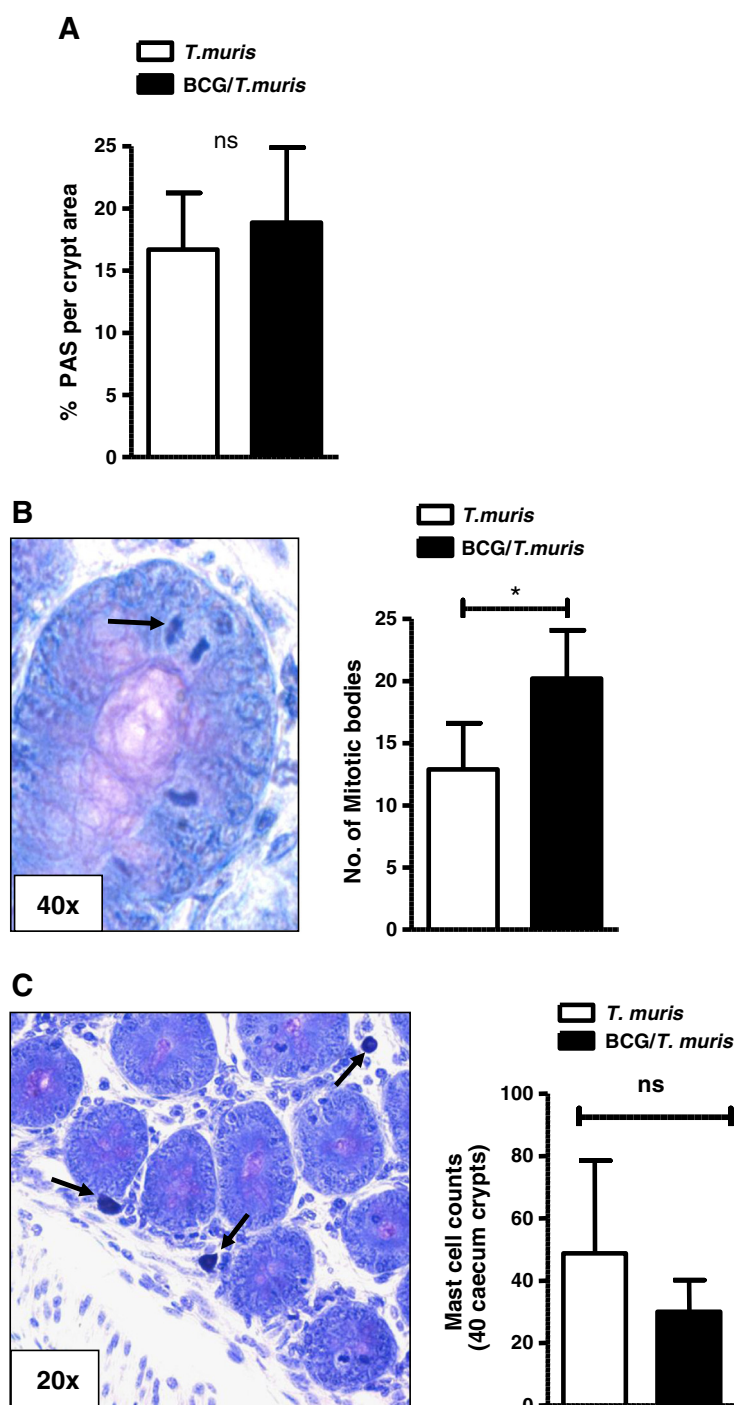 A
T.muris
BCG/T.muris
ns
25
20
15
10
5
0
% PAS per crypt area
B
40x
T.muris
BCG/T.muris
*
25
20
15
10
5
0
No. of Mitotic bodies
C
20x
T. muris
BCG/T. muris
ns
100
80
60
40
20
0
Mast cell counts
(40 caecum crypts)